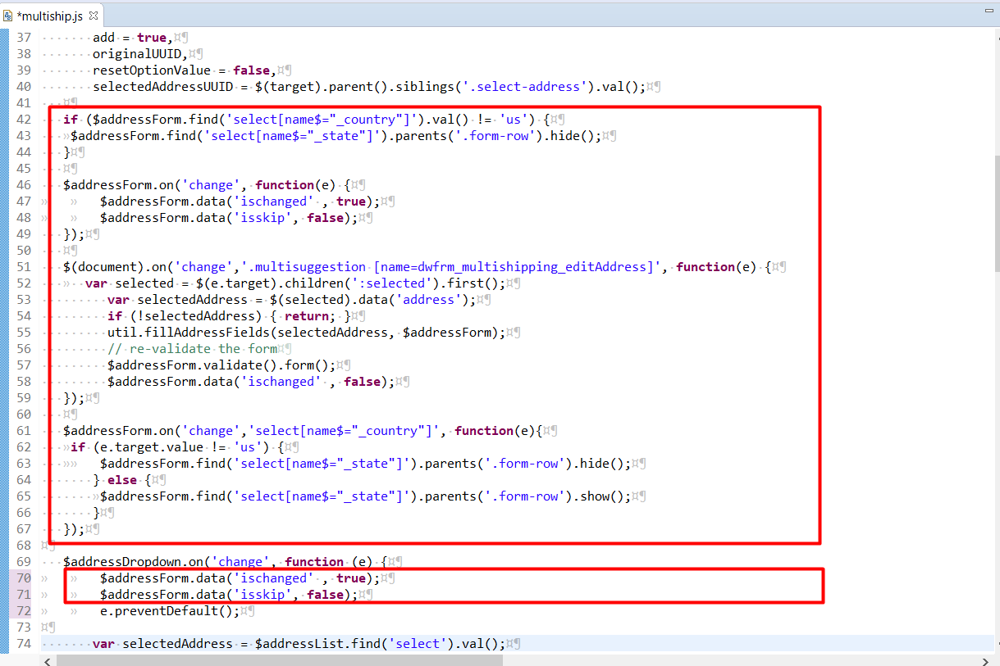 *multiship.js
37 add = true,
38 originalUUID,
39 resetOptionValue = false,
40 selectedAddressUUID = $(target).parent().siblings('.select-address').val();
41
42 if ($addressForm.find('select[name$="_country"]').val() != 'us') {
43 $addressForm.find('select[name$="_state"]').parents('.form-row').hide();
44 }
45
46 $addressForm.on('change', function(e) {
47 $addressForm.data('ischanged' , true);
48 $addressForm.data('isskip', false);
49 });
50
51 $(document).on('change','.multisuggestion [name=dwfrm_multishipping_editAddress]', function(e) {
52 var selected = $(e.target).children(':selected').first();
53 var selectedAddress = $(selected).data('address');
54 if (!selectedAddress) { return; }
55 util.fillAddressFields(selectedAddress, $addressForm);
56 // re-validate the form
57 $addressForm.validate().form();
58 $addressForm.data('ischanged' , false);
59 });
60
61 $addressForm.on('change','select[name$="_country"]', function(e){
62 if (e.target.value != 'us') {
63 $addressForm.find('select[name$="_state"]').parents('.form-row').hide();
64 } else {
65 $addressForm.find('select[name$="_state"]').parents('.form-row').show();
66 }
67 });
68
69 $addressDropdown.on('change', function (e) {
70 $addressForm.data('ischanged' , true);
71 $addressForm.data('isskip', false);
72 e.preventDefault();
73
74 var selectedAddress = $addressList.find('select').val();